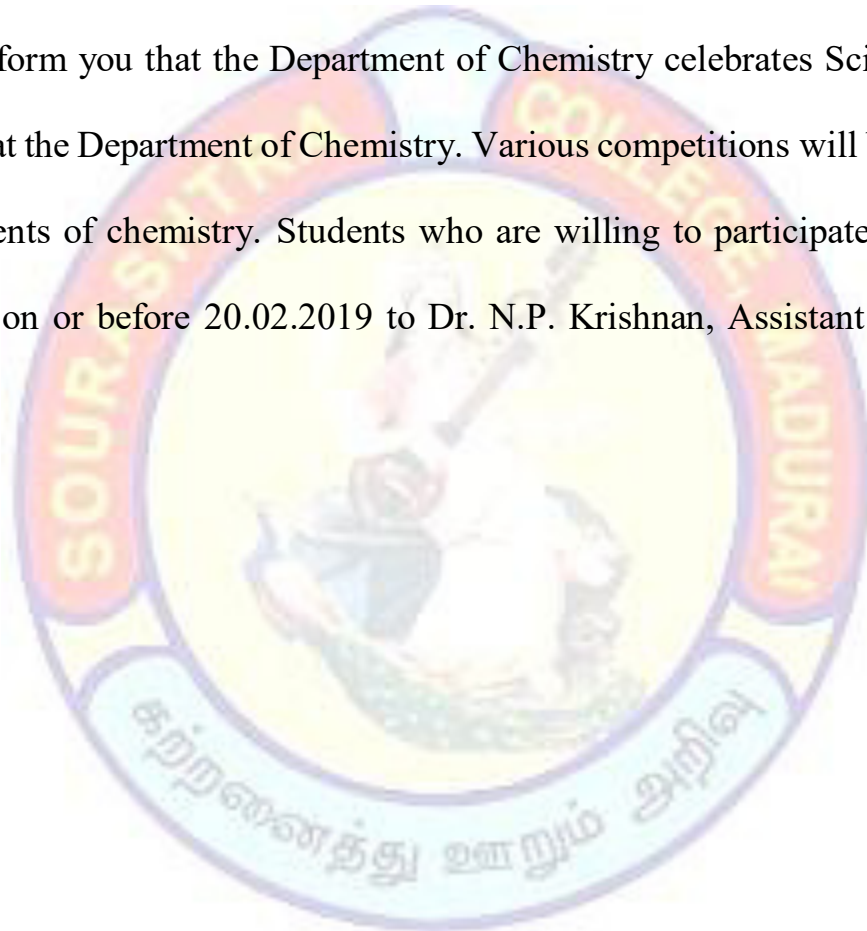 form you that the Department of Chemistry celebrates Sci
at the Department of Chemistry. Various competitions will
ents of chemistry. Students who are willing to participate
on or before 20.02.2019 to Dr. N.P. Krishnan, Assistant
SOURASHTRA COLLEGE, MADURAI
கற்றனைத்து ஊறும் அறிவு